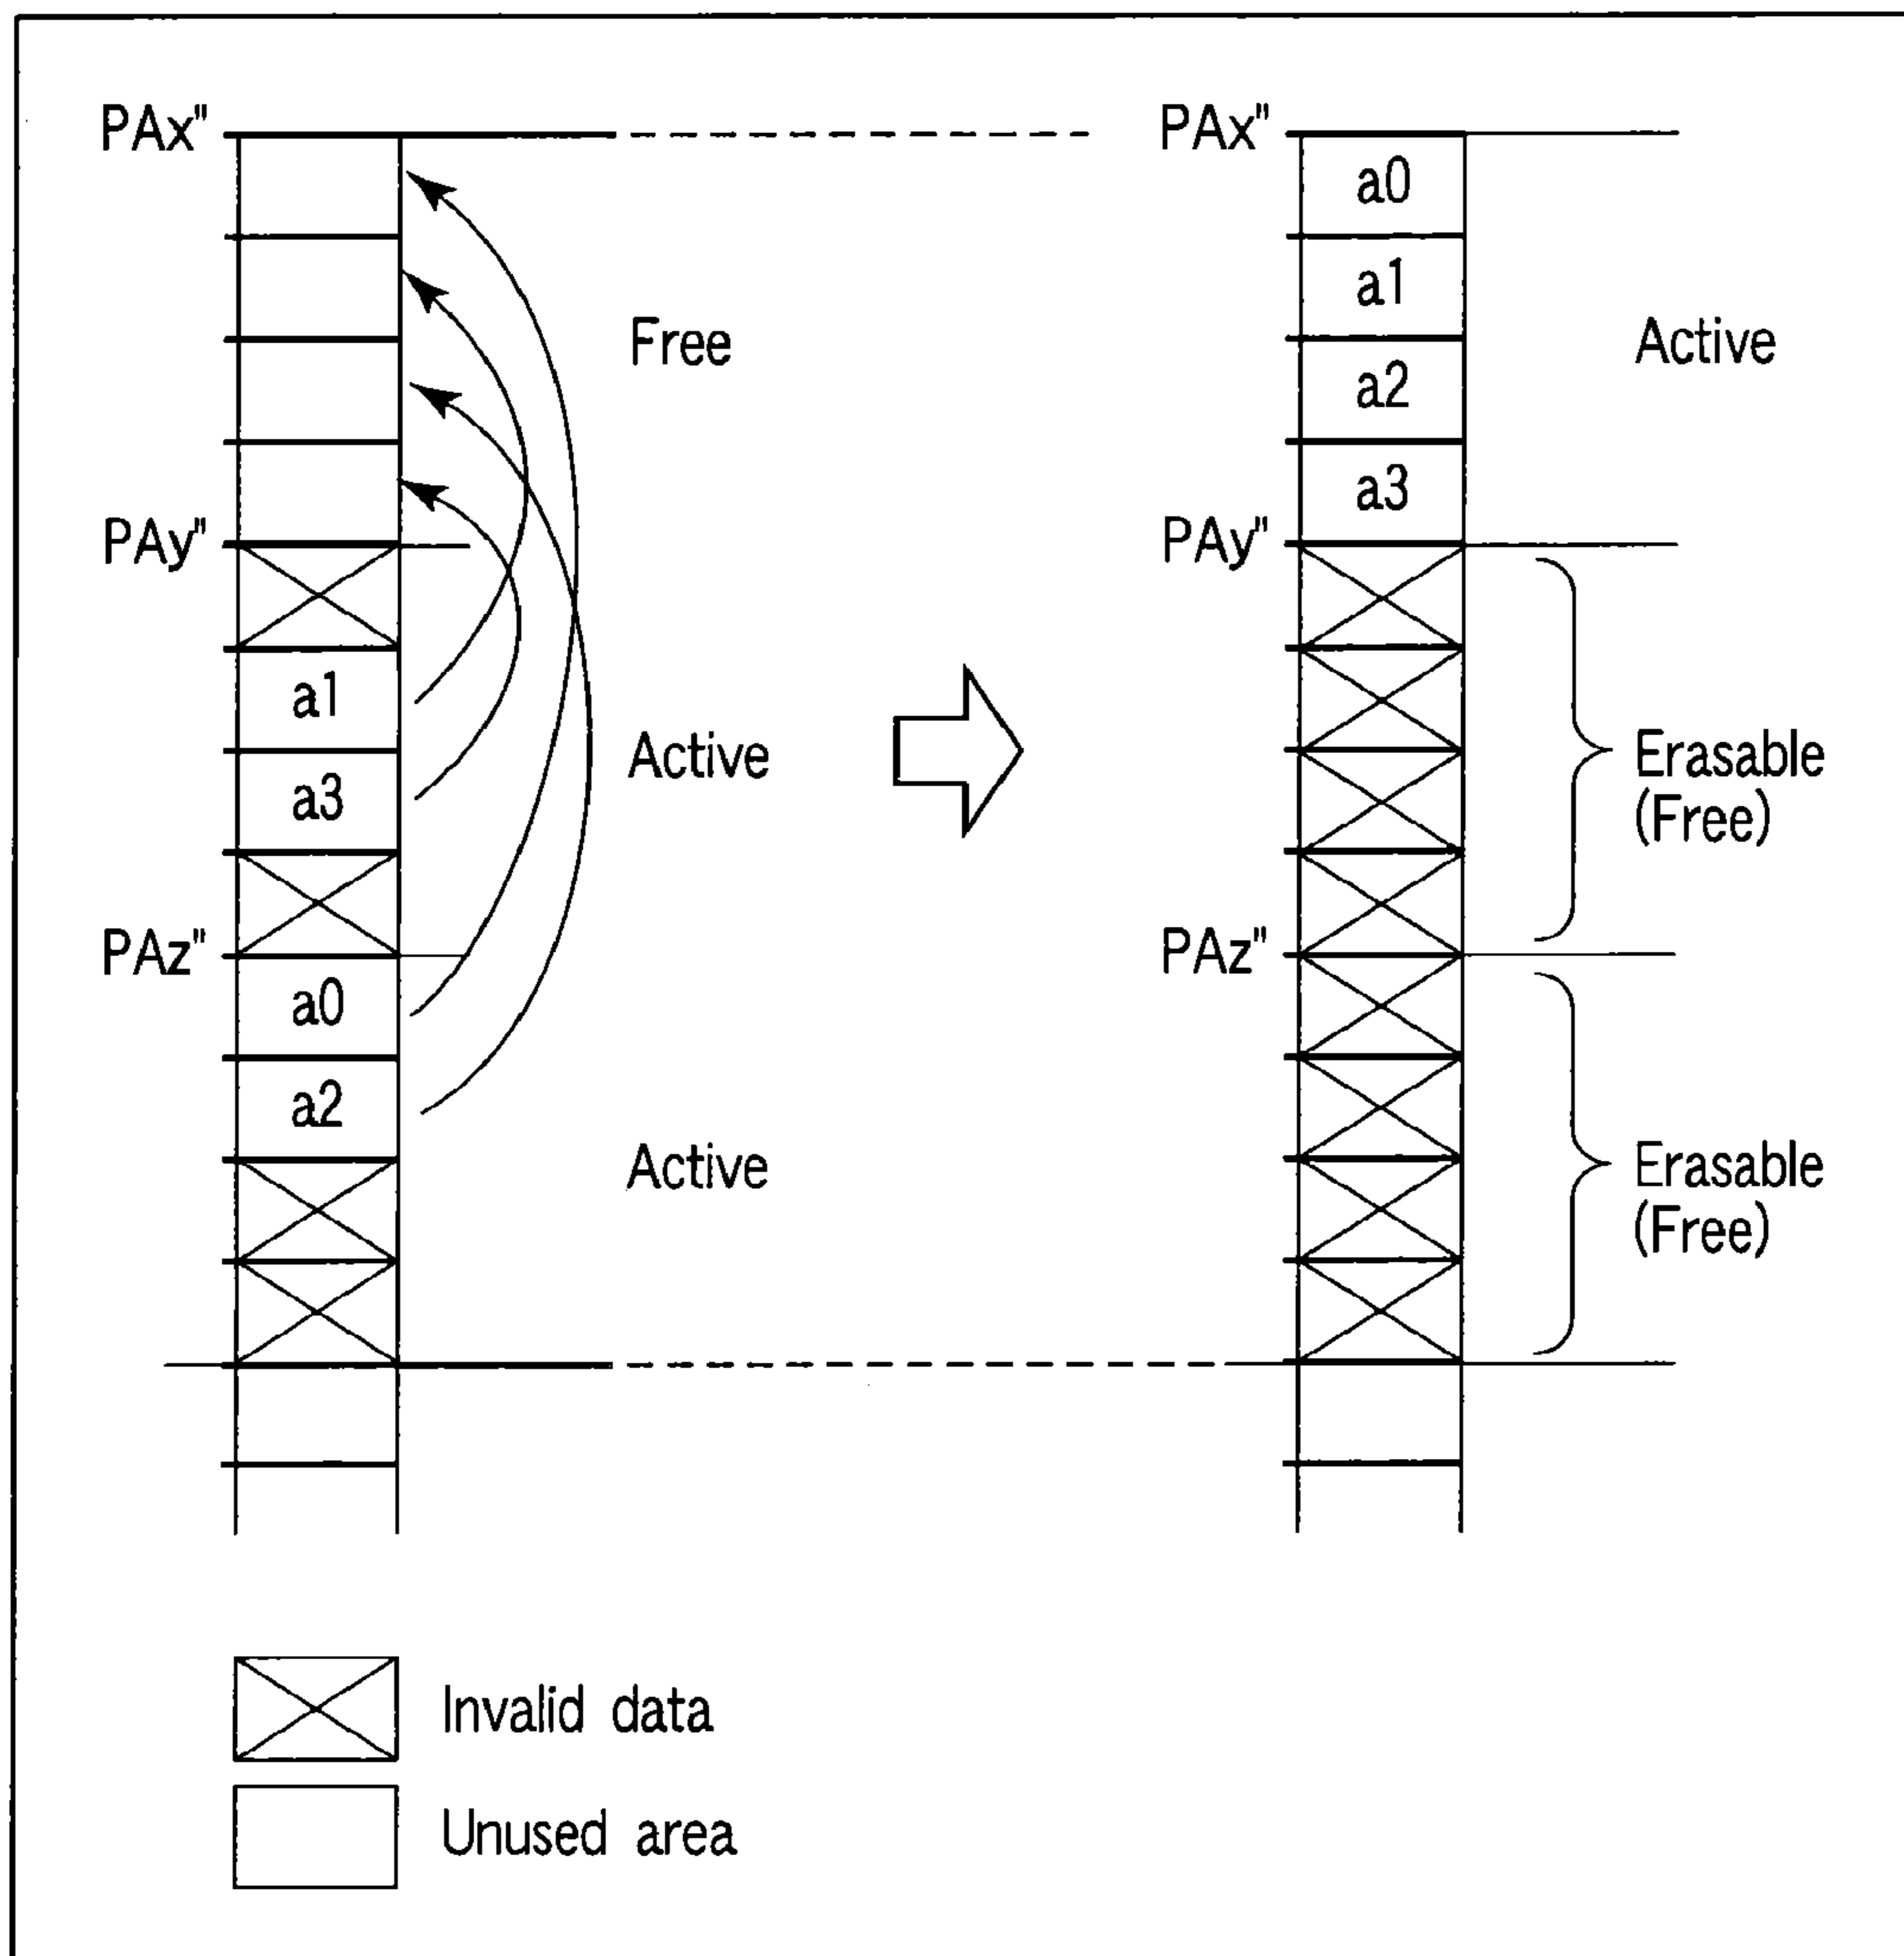 PAx"
Free
PAy"
a1
a3
Active
PAz"
a0
a2
Active
PAx"
a0
a1
a2
a3
Active
PAy"
Erasable
(Free)
PAz"
Erasable
(Free)
Invalid data
Unused area